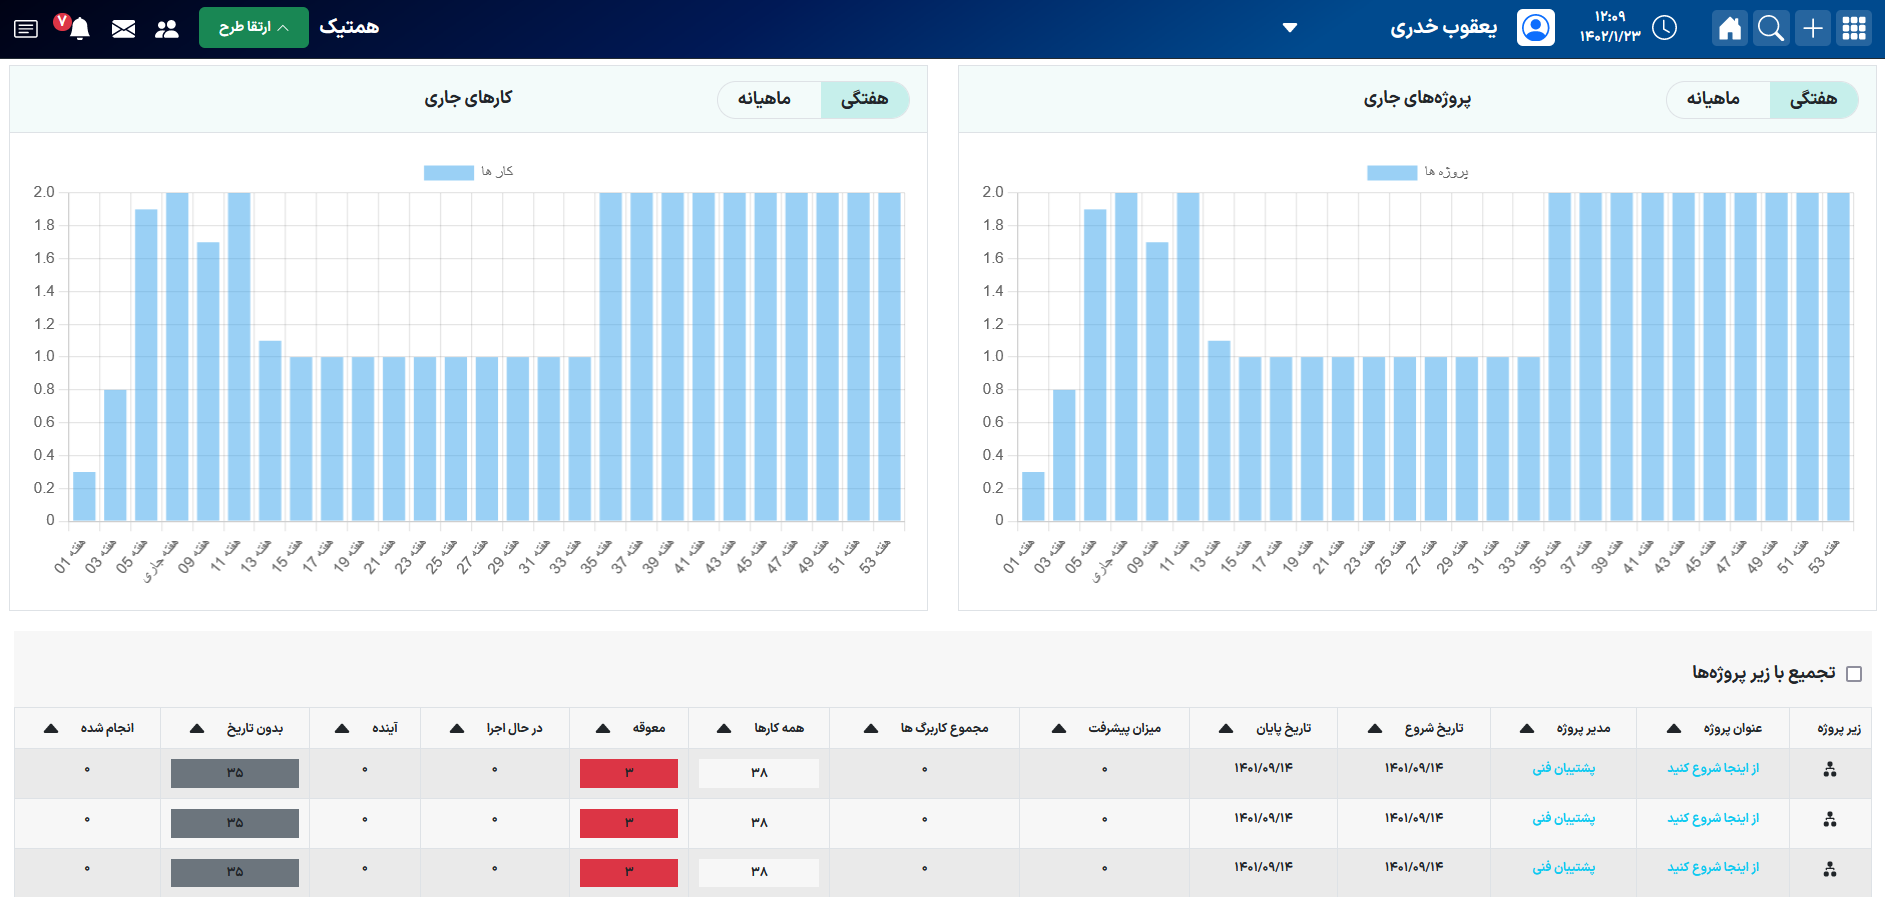 ۱۲:۰۹
۱۴۰۲/۱/۲۳
یعقوب خدری
همتیک
ارتقا طرح
۷
پروژه‌های جاری
هفتگی
ماهیانه
پروژه ها
2.0
1.8
1.6
1.4
1.2
1.0
0.8
0.6
0.4
0.2
0
هفته 01
هفته 03
هفته 05
هفته جاری
هفته 09
هفته 11
هفته 13
هفته 15
هفته 17
هفته 19
هفته 21
هفته 23
هفته 25
هفته 27
هفته 29
هفته 31
هفته 33
هفته 35
هفته 37
هفته 39
هفته 41
هفته 43
هفته 45
هفته 47
هفته 49
هفته 51
هفته 53
کارهای جاری
هفتگی
ماهیانه
کار ها
2.0
1.8
1.6
1.4
1.2
1.0
0.8
0.6
0.4
0.2
0
هفته 01
هفته 03
هفته 05
هفته جاری
هفته 09
هفته 11
هفته 13
هفته 15
هفته 17
هفته 19
هفته 21
هفته 23
هفته 25
هفته 27
هفته 29
هفته 31
هفته 33
هفته 35
هفته 37
هفته 39
هفته 41
هفته 43
هفته 45
هفته 47
هفته 49
هفته 51
هفته 53
تجمیع با زیر پروژه‌ها
زیر پروژه عنوان پروژه مدیر پروژه تاریخ شروع تاریخ پایان میزان پیشرفت مجموع کاربرگ ها همه کارها معوقه در حال اجرا آینده بدون تاریخ انجام شده
از اینجا شروع کنید پشتیبان فنی ۱۴۰۱/۰۹/۱۴ ۱۴۰۱/۰۹/۱۴ ۰ ۰ ۳۸ ۳ ۰ ۰ ۳۵ ۰
از اینجا شروع کنید پشتیبان فنی ۱۴۰۱/۰۹/۱۴ ۱۴۰۱/۰۹/۱۴ ۰ ۰ ۳۸ ۳ ۰ ۰ ۳۵ ۰
از اینجا شروع کنید پشتیبان فنی ۱۴۰۱/۰۹/۱۴ ۱۴۰۱/۰۹/۱۴ ۰ ۰ ۳۸ ۳ ۰ ۰ ۳۵ ۰